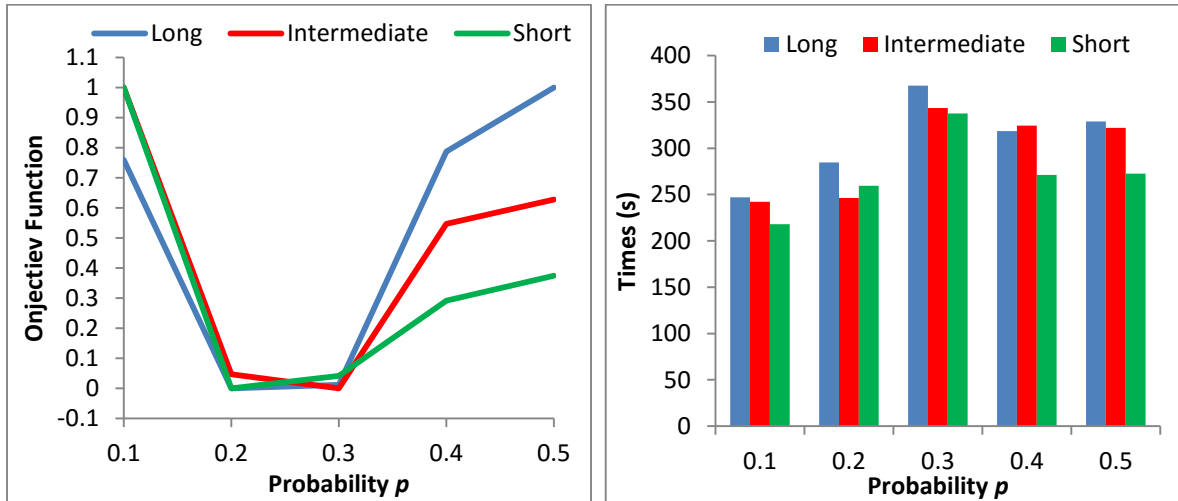 Long Intermediate Short
1.1
1
0.9
0.8
0.7
0.6
0.5
0.4
0.3
0.2
0.1
0
-0.1
Onjectiev Function
0.1 0.2 0.3 0.4 0.5
Probability p
Long Intermediate Short
400
350
300
250
200
150
100
50
0
Times (s)
0.1 0.2 0.3 0.4 0.5
Probability p